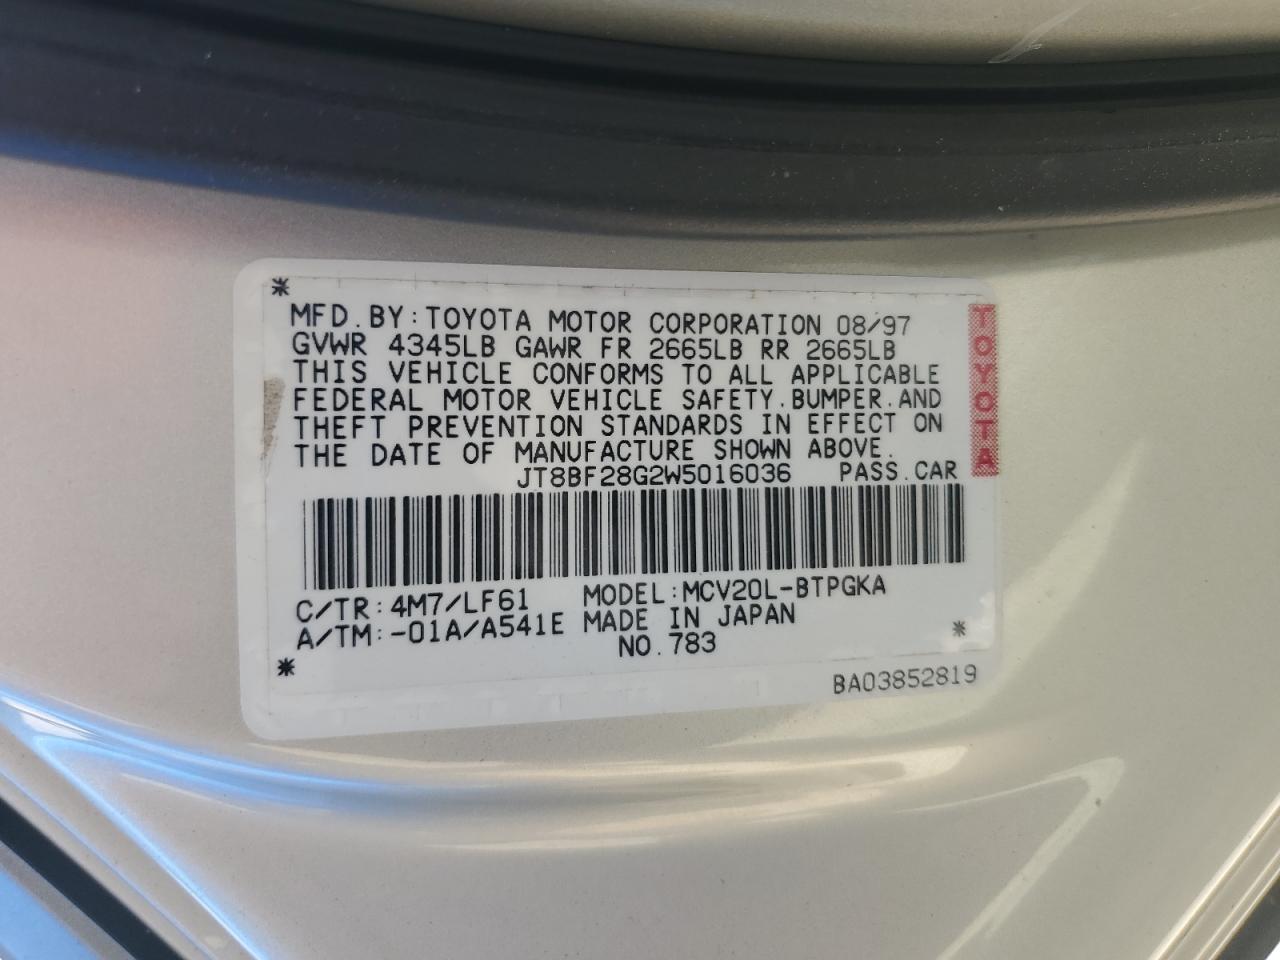 MFD.BY:TOYOTA MOTOR CORPORATION 08/97
GVWR 4345LB GAWR FR 2665LB RR 2665LB
THIS VEHICLE CONFORMS TO ALL APPLICABLE
FEDERAL MOTOR VEHICLE SAFETY.BUMPER.AND
THEFT PREVENTION STANDARDS IN EFFECT ON
THE DATE OF MANUFACTURE SHOWN ABOVE.
JT8BF28G2W5016036 PASS.CAR
TOYOTA
C/TR:4M7/LF61 MODEL:MCV20L-BTPGKA
A/TM:-01A/A541E MADE IN JAPAN
NO.783
BA03852819